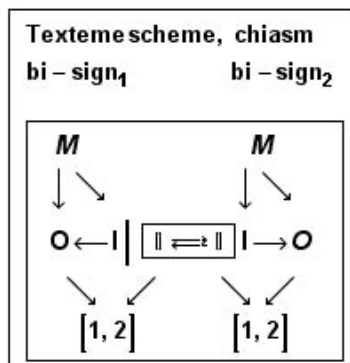 Texteme scheme, chiasm
bi – sign₁ bi – sign₂
M M
↓ ↘ ↓ ↘
O ← I | 𝕀 ⇌ 𝕀 I → O
↘ ↙ ↘ ↙
[1, 2] [1, 2]